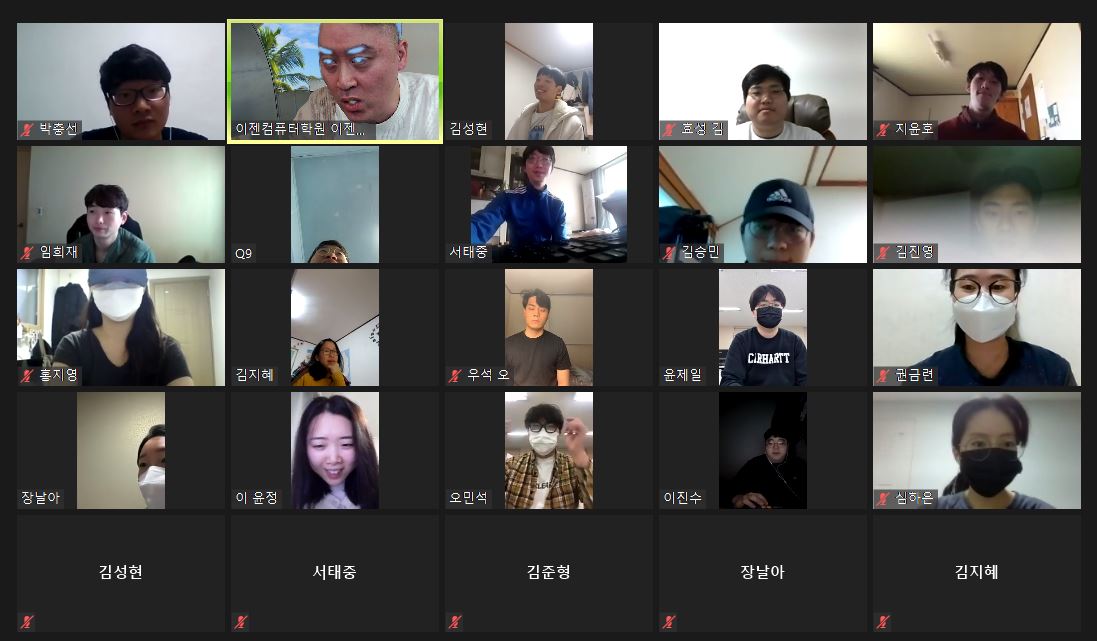 박충선
이젠컴퓨터학원 이젠...
김성현
효성 김
지윤호
임희재
Q9
서태중
김승민
김진영
홍지영
김지혜
우석 오
윤제일
CARHARTT
권금련
장날아
이 윤정
오민석
이진수
심하은
김성현
서태중
김준형
장날아
김지혜